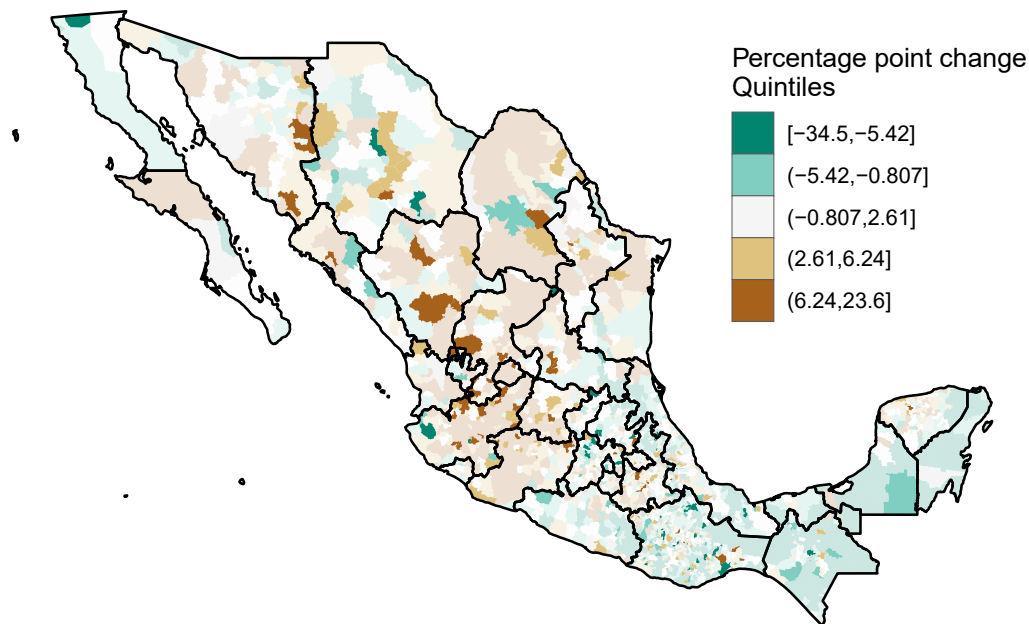 Percentage point change
Quintiles
[−34.5,−5.42]
(−5.42,−0.807]
(−0.807,2.61]
(2.61,6.24]
(6.24,23.6]